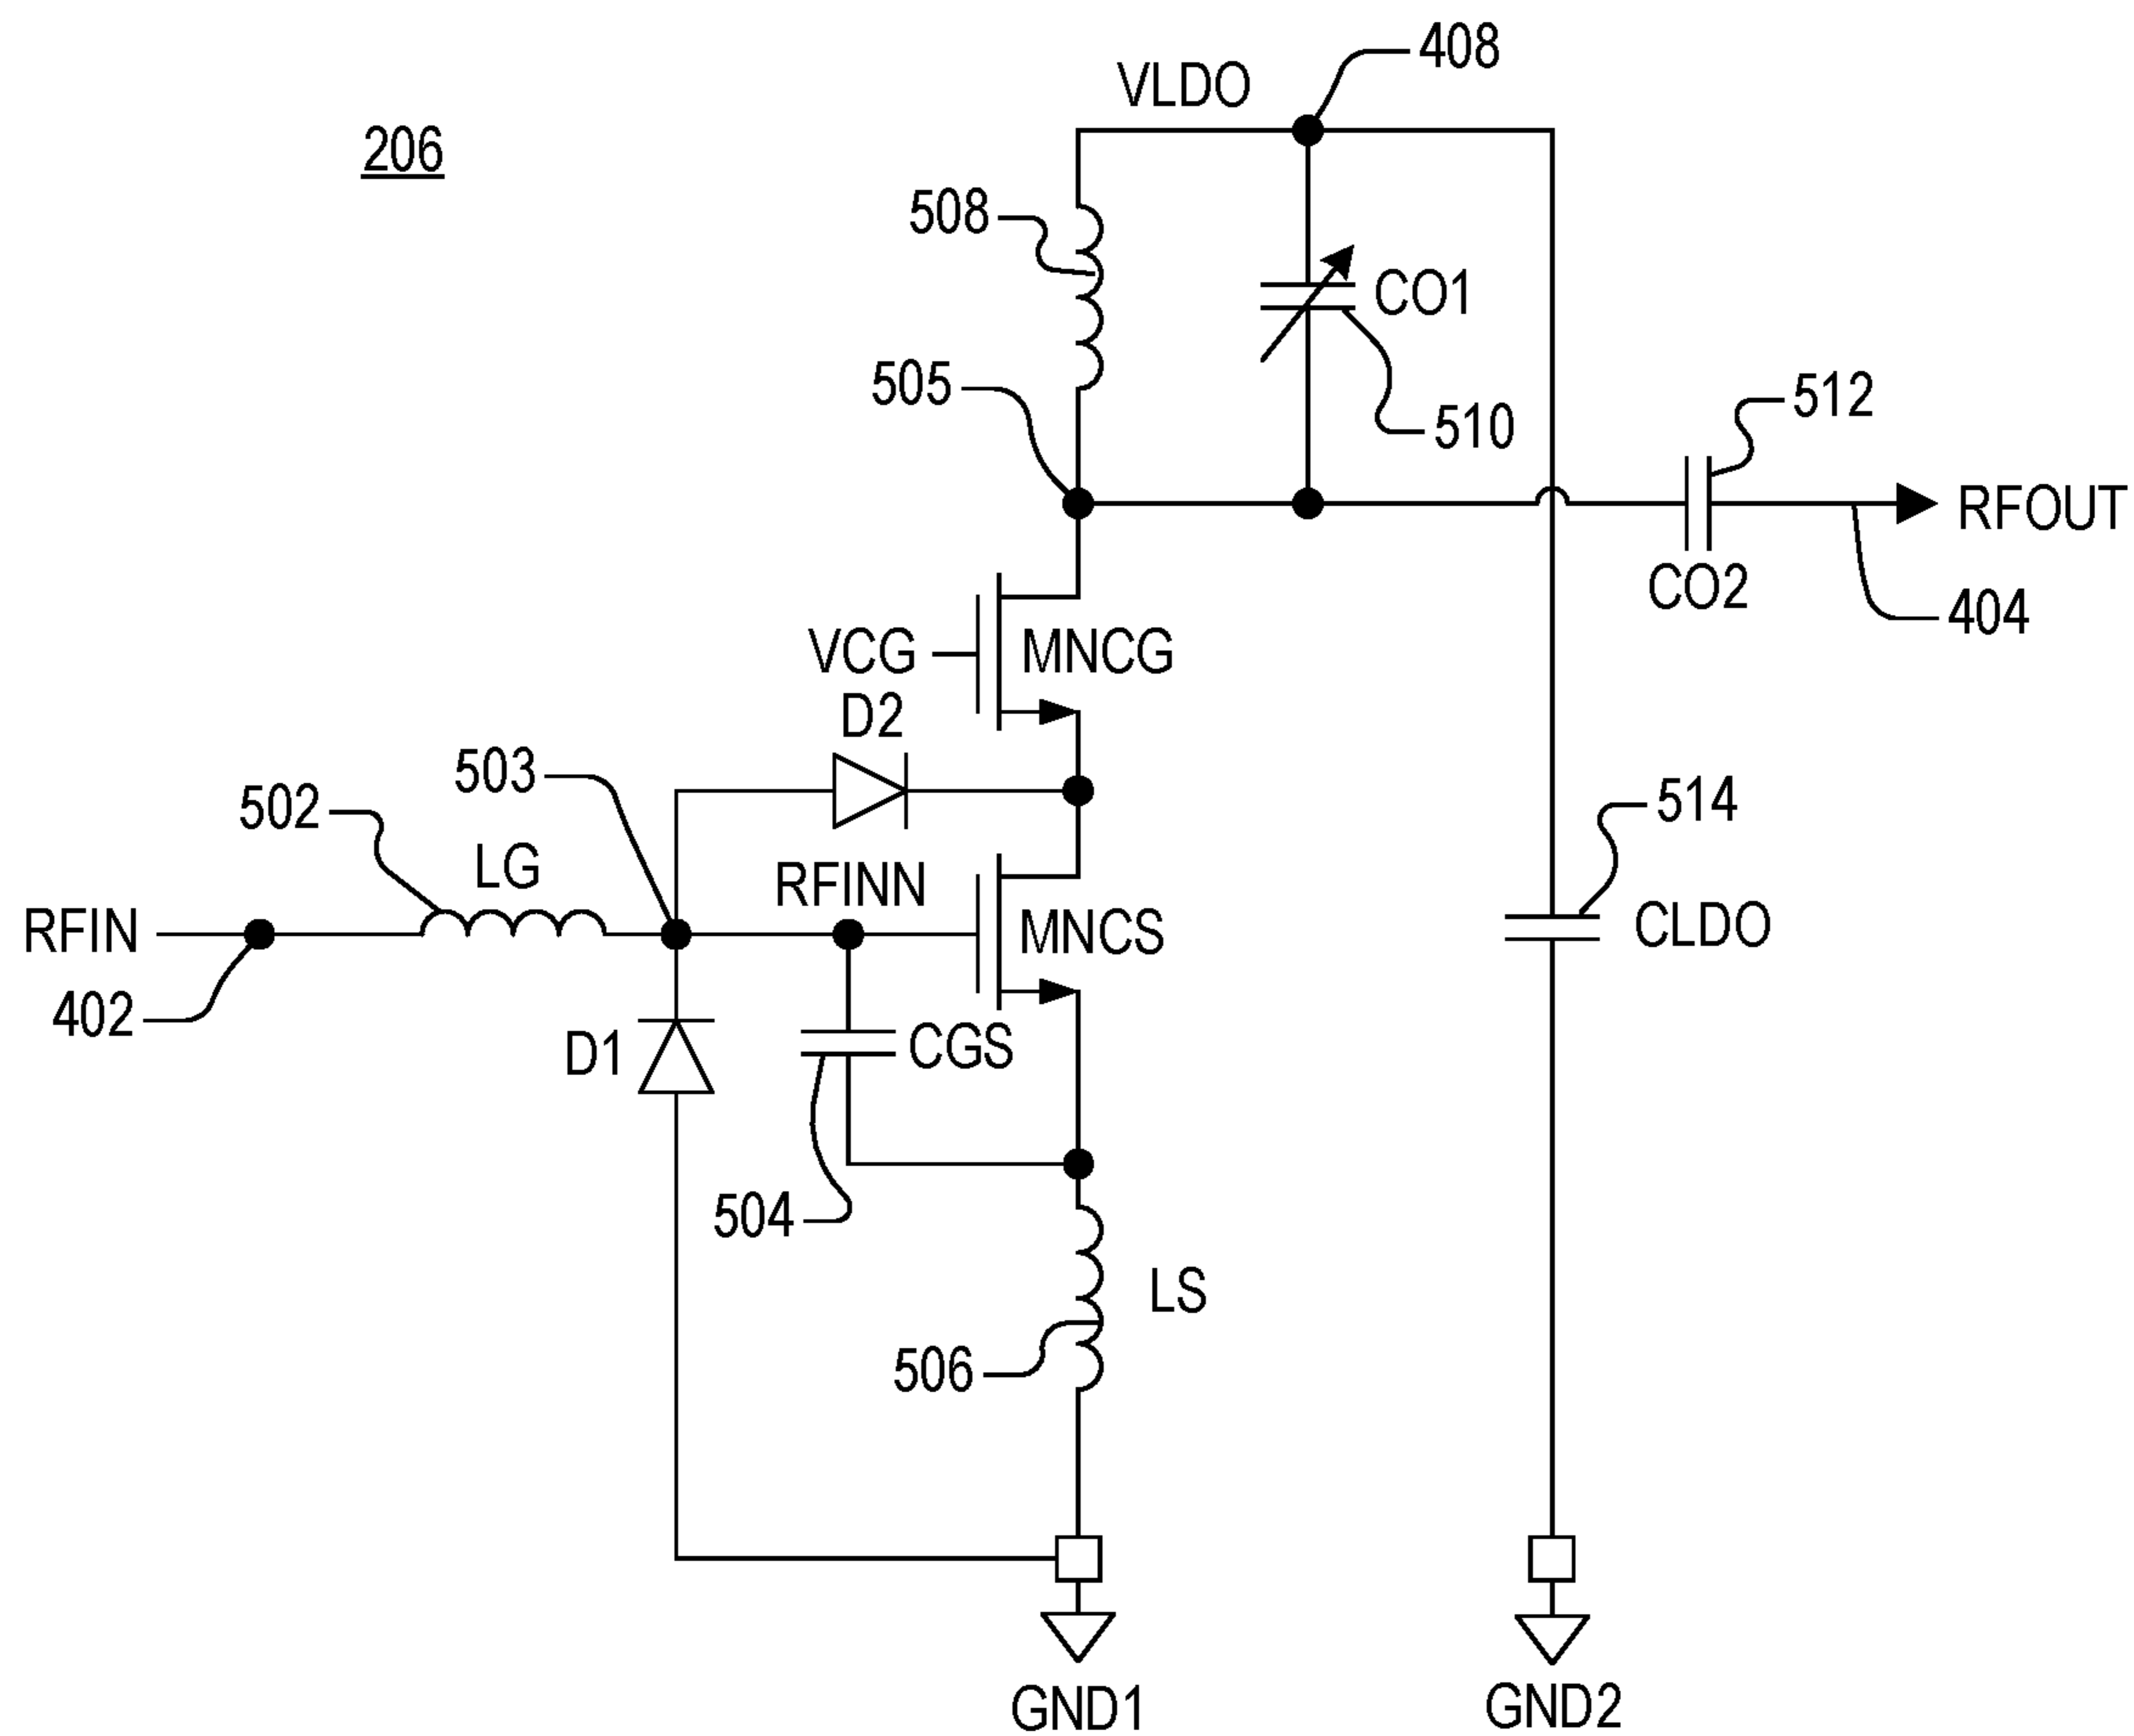 408
VLDO
206
508
CO1
505
512
510
RFOUT
CO2
404
VCG
MNCG
D2
503
502
514
LG
RFINN
RFIN
MNCS
CLDO
402
D1
CGS
504
LS
506
GND1
GND2